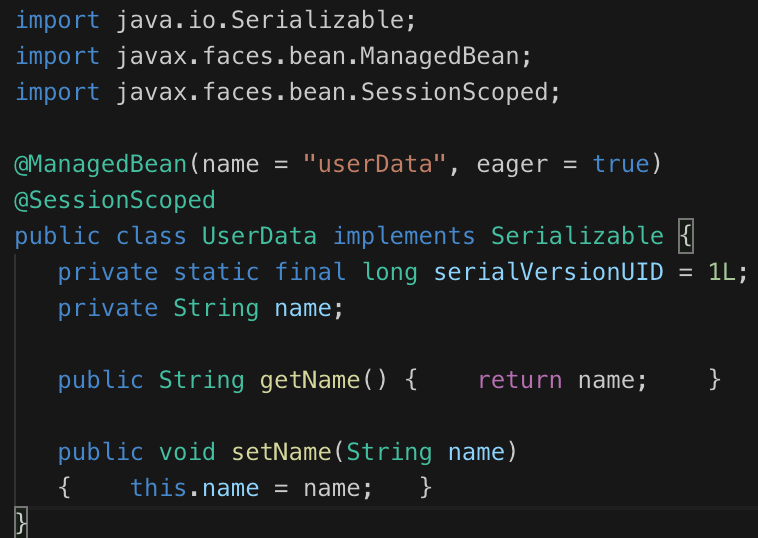 import java.io.Serializable;
import javax.faces.bean.ManagedBean;
import javax.faces.bean.SessionScoped;

@ManagedBean(name = "userData", eager = true)
@SessionScoped
public class UserData implements Serializable {
   private static final long serialVersionUID = 1L;
   private String name;

   public String getName() {    return name;    }

   public void setName(String name)
   {    this.name = name;   }
}